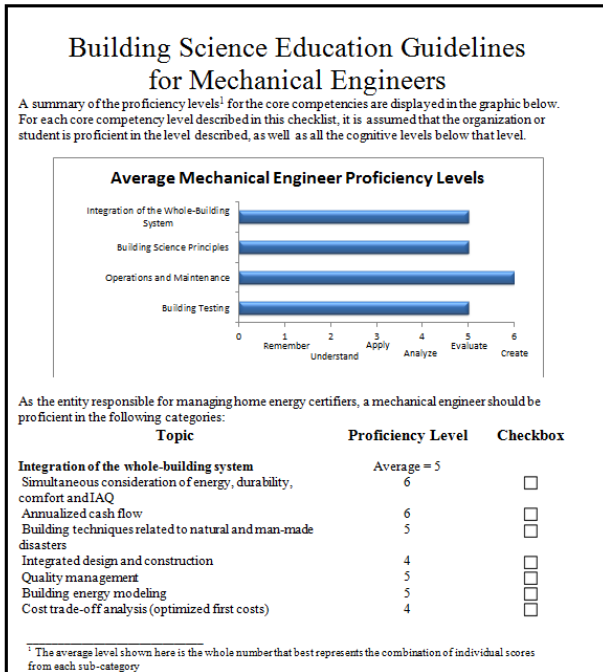 Building Science Education Guidelines
for Mechanical Engineers
A summary of the proficiency levels1 for the core competencies are displayed in the graphic below.
For each core competency level described in this checklist, it is assumed that the organization or
student is proficient in the level described, as well as all the cognitive levels below that level.
Average Mechanical Engineer Proficiency Levels
Integration of the Whole-Building
System
Building Science Principles
Operations and Maintenance
Building Testing
0 1 2 3 4 5 6
Remember Understand Apply Analyze Evaluate Create
As the entity responsible for managing home energy certifiers, a mechanical engineer should be
proficient in the following categories:
Topic Proficiency Level Checkbox
Integration of the whole-building system Average = 5
Simultaneous consideration of energy, durability, 6
comfort and IAQ
Annualized cash flow 6
Building techniques related to natural and man-made 5
disasters
Integrated design and construction 4
Quality management 5
Building energy modeling 5
Cost trade-off analysis (optimized first costs) 4
1 The average level shown here is the whole number that best represents the combination of individual scores
from each sub-category